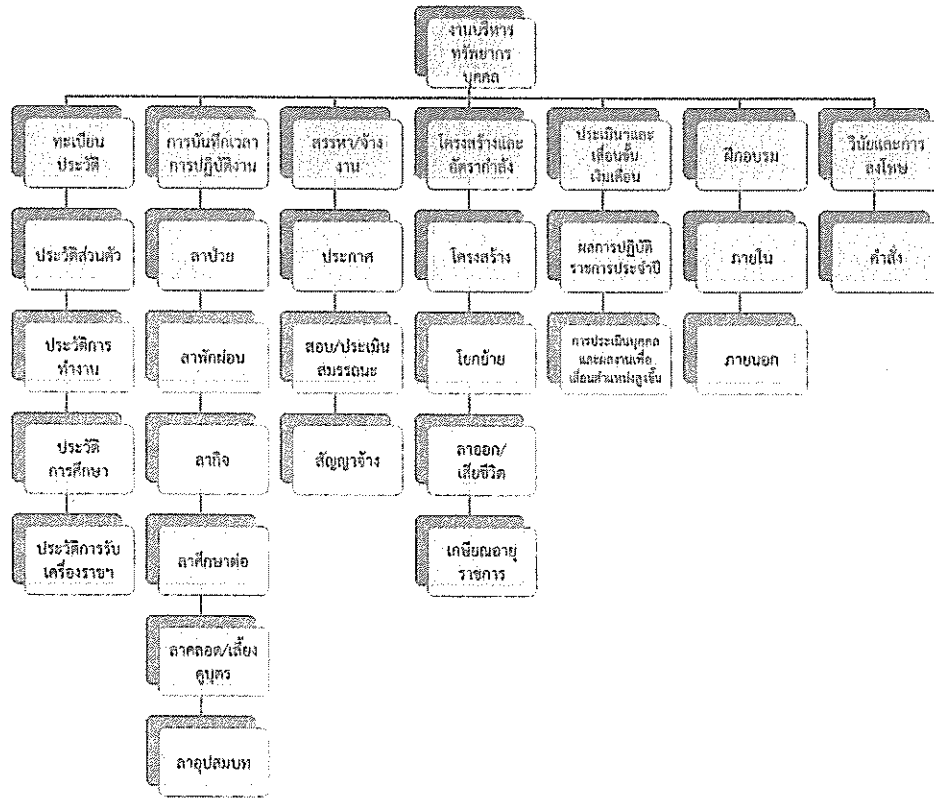 งานบริหาร
ทรัพยากร
บุคคล
ทะเบียน
ประวัติ
ประวัติส่วนตัว
ประวัติการ
ทำงาน
ประวัติ
การศึกษา
ประวัติการรับ
เครื่องราชฯ
การบันทึกเวลา
การปฏิบัติงาน
ลาป่วย
ลาพักผ่อน
ลากิจ
ลาศึกษาต่อ
ลาคลอด/เลี้ยง
ดูบุตร
ลาอุปสมบท
สรรหา/จ้าง
งาน
ประกาศ
สอบ/ประเมิน
สมรรถนะ
สัญญาจ้าง
โครงสร้างและ
อัตรากำลัง
โครงสร้าง
โยกย้าย
ลาออก/
เสียชีวิต
เกษียณอายุ
ราชการ
ประเมินฯและ
เลื่อนขั้น
เงินเดือน
ผลการปฏิบัติ
ราชการประจำปี
การประเมินบุคคล
และผลงานเพื่อ
เลื่อนตำแหน่งสูงขึ้น
ฝึกอบรม
ภายใน
ภายนอก
วินัยและการ
ลงโทษ
คำสั่ง